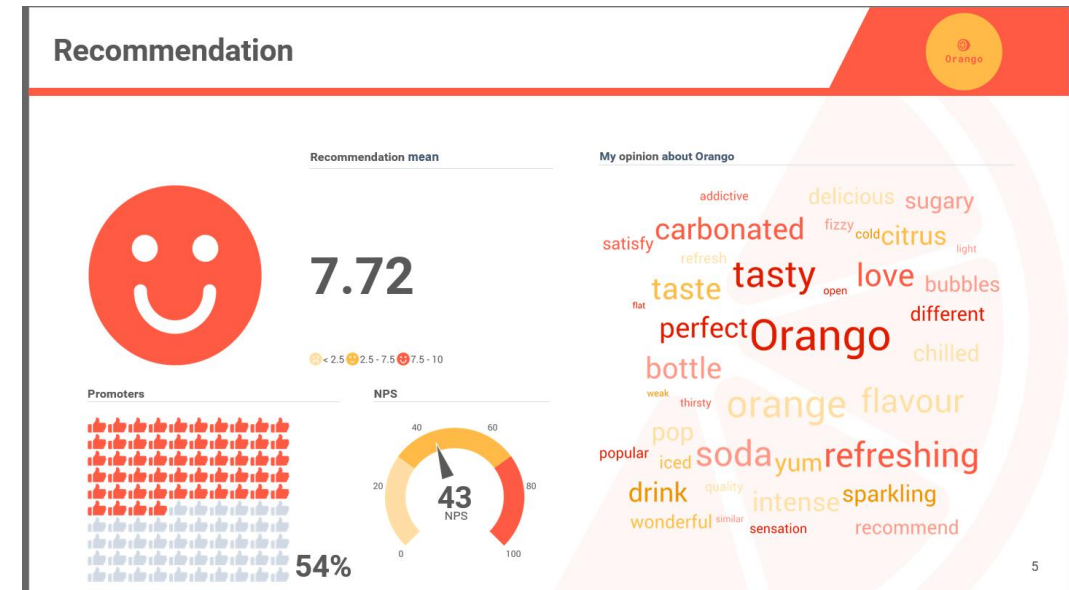 Recommendation
Orango
Recommendation mean
7.72
< 2.5 2.5 - 7.5 7.5 - 10
My opinion about Orango
addictive
delicious
sugary
satisfy
carbonated
fizzy
cold
citrus
light
refresh
taste
tasty
open
love
bubbles
flat
perfect
Orango
different
chilled
bottle
weak
thirsty
orange
flavour
pop
popular
iced
soda
yum
refreshing
drink
quality
intense
sparkling
wonderful
similar
sensation
recommend
Promoters
54%
NPS
0
20
40
60
80
100
43
NPS
5